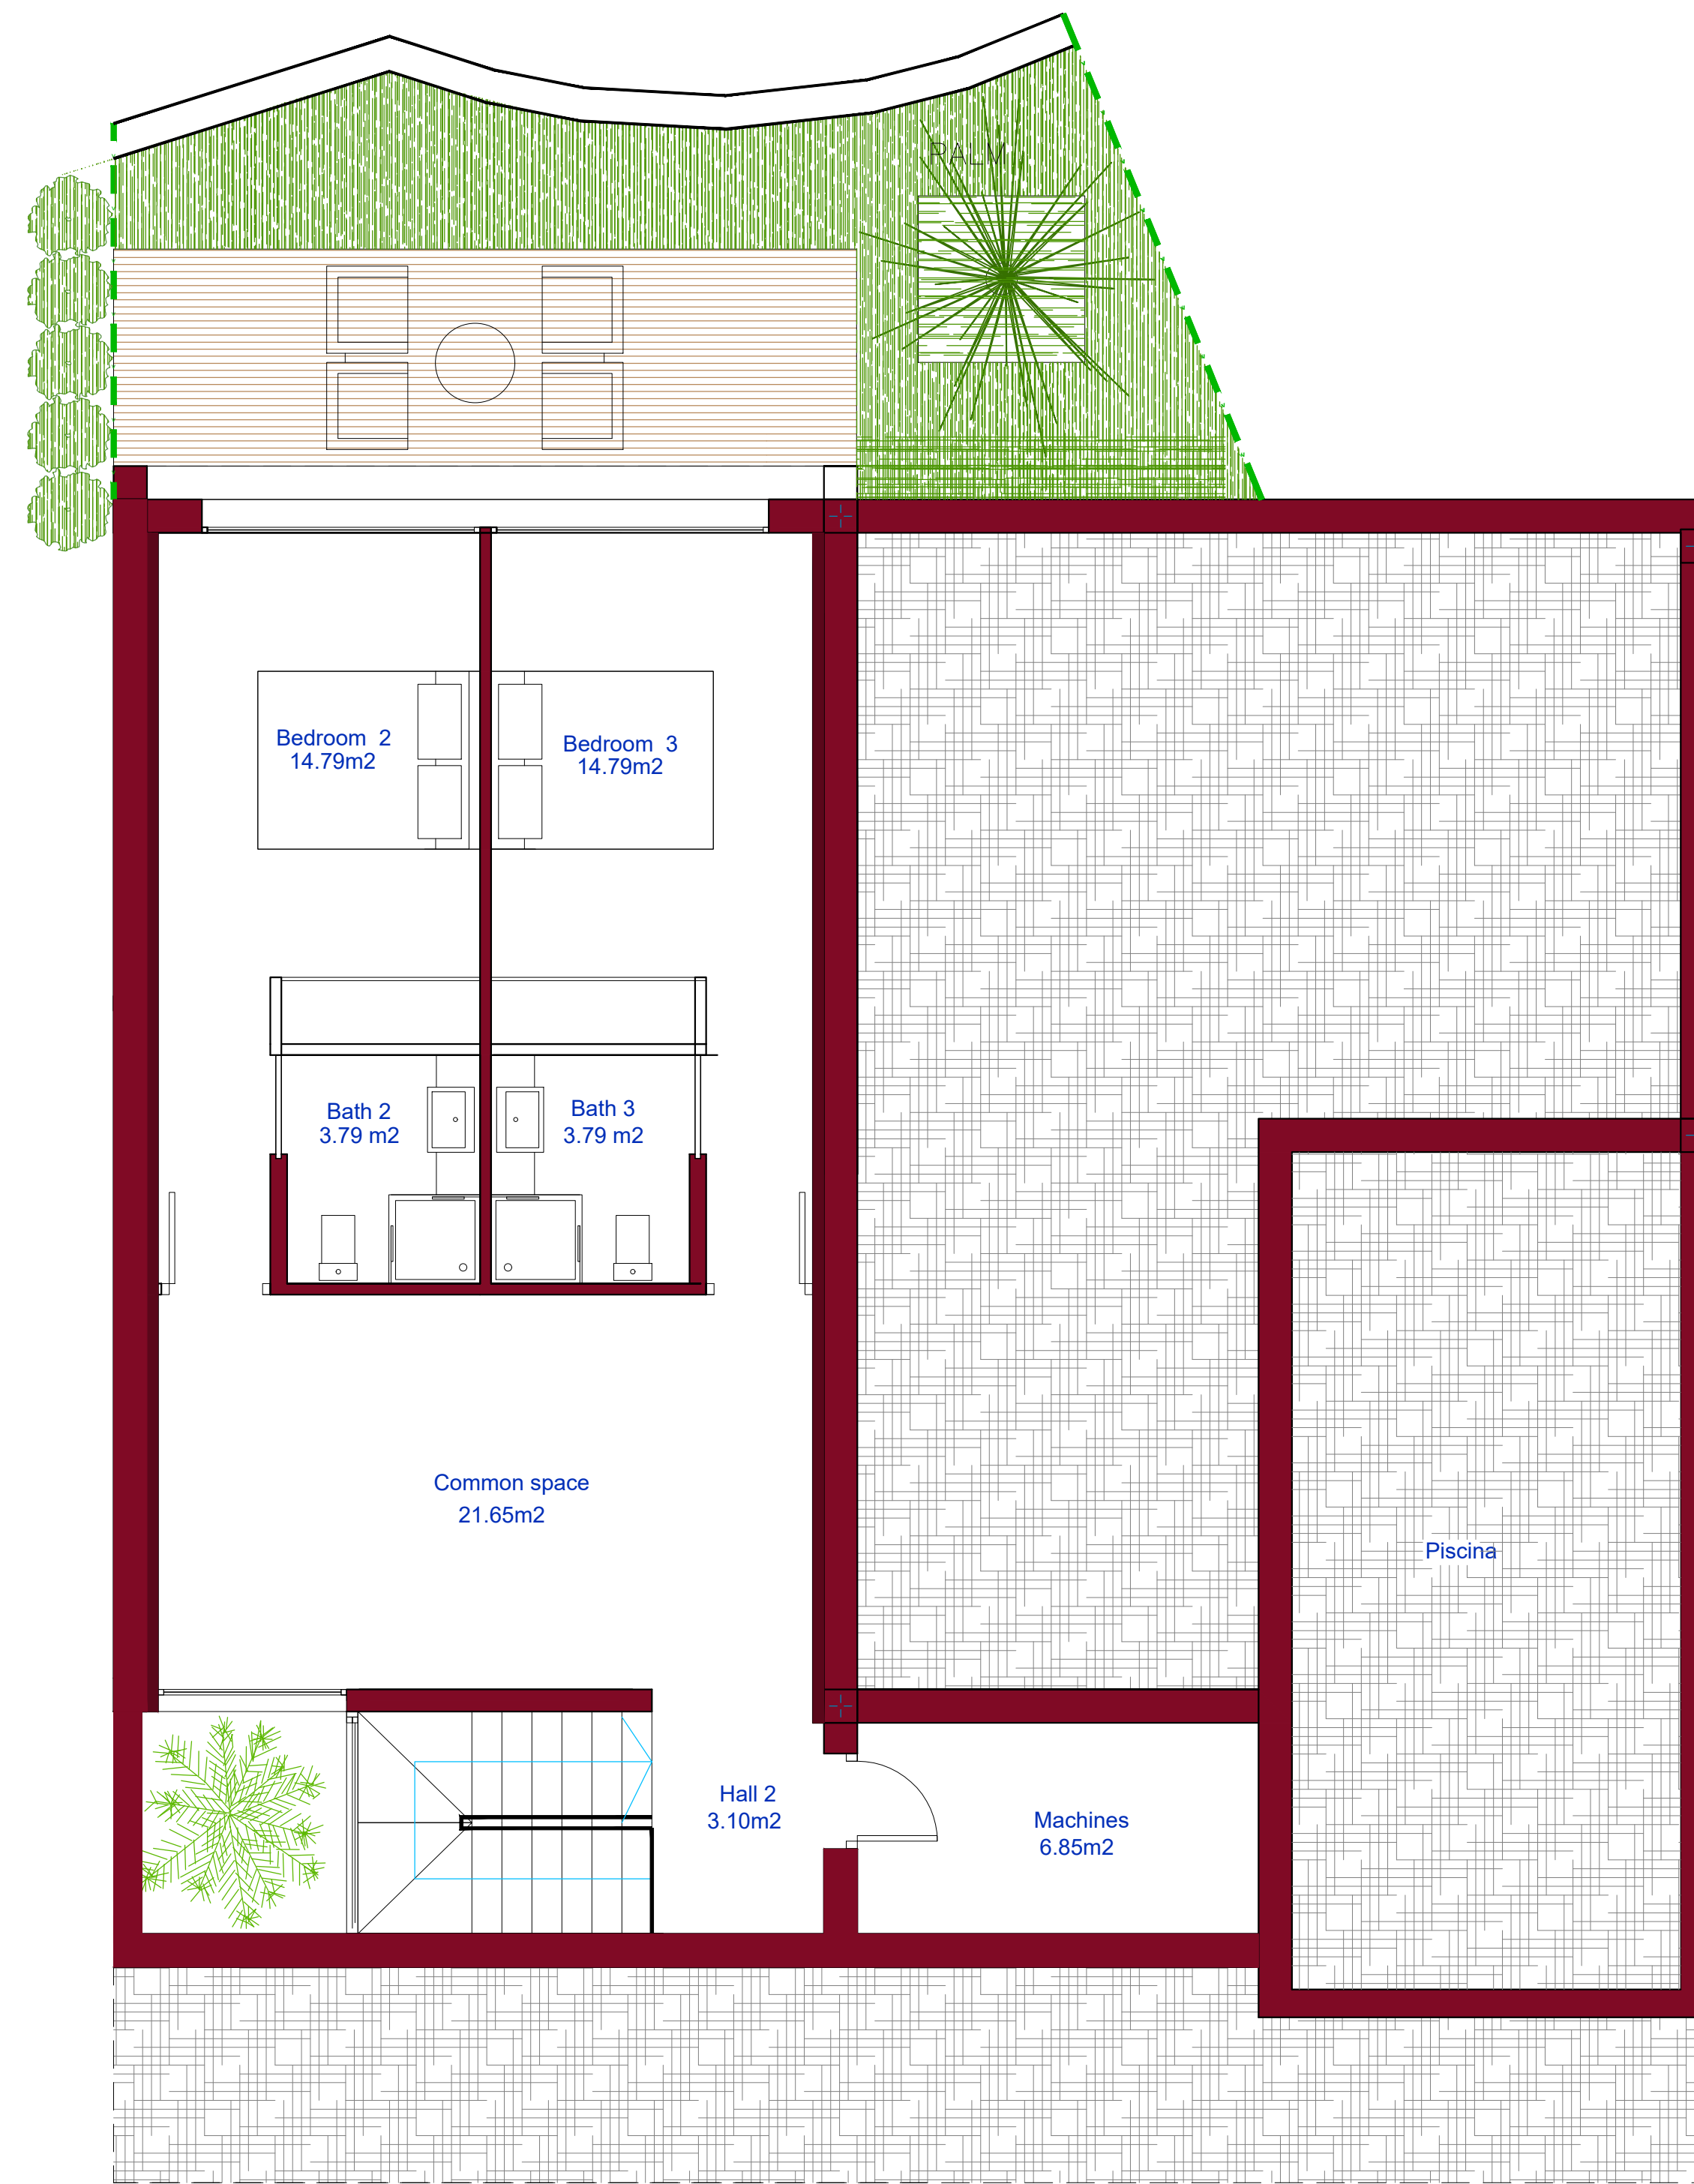 PALM
Bedroom  2
14.79m2
Bedroom  3
14.79m2
Bath 2
3.79 m2
Bath 3
3.79 m2
Common space
21.65m2
Piscina
Hall 2
3.10m2
Machines
6.85m2